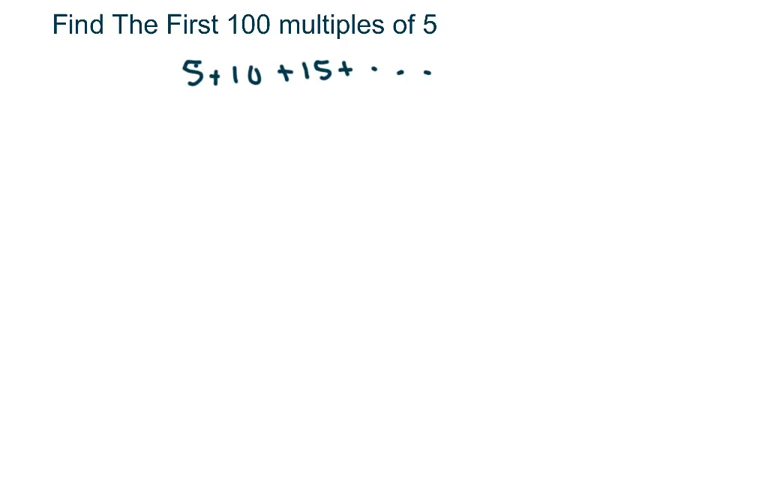 Find The First 100 multiples of 5
5+10 +15+ . . .